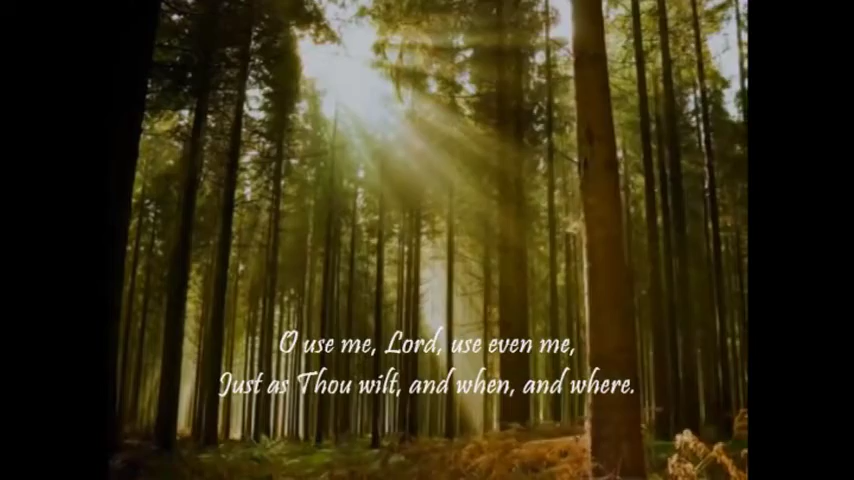 O use me, Lord, use even me,
Just as Thou wilt, and when, and where.